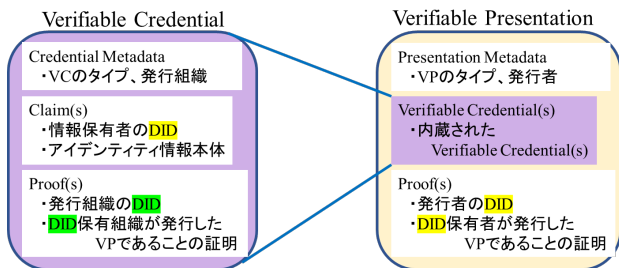 Verifiable Credential
Credential Metadata
・VCのタイプ、発行組織
Claim(s)
・情報保有者のDID
・アイデンティティ情報本体
Proof(s)
・発行組織のDID
・DID保有組織が発行した
VPであることの証明
Verifiable Presentation
Presentation Metadata
・VPのタイプ、発行者
Verifiable Credential(s)
・内蔵された
Verifiable Credential(s)
Proof(s)
・発行者のDID
・DID保有者が発行した
VPであることの証明